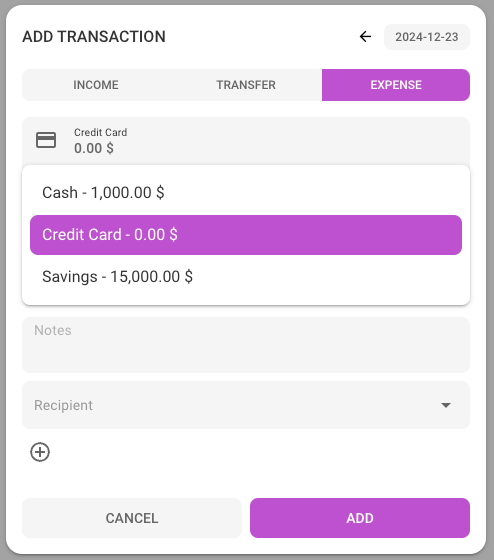 ADD TRANSACTION
2024-12-23
INCOME
TRANSFER
EXPENSE
Credit Card
0.00 $
Cash - 1,000.00 $
Credit Card - 0.00 $
Savings - 15,000.00 $
Notes
Recipient
CANCEL
ADD